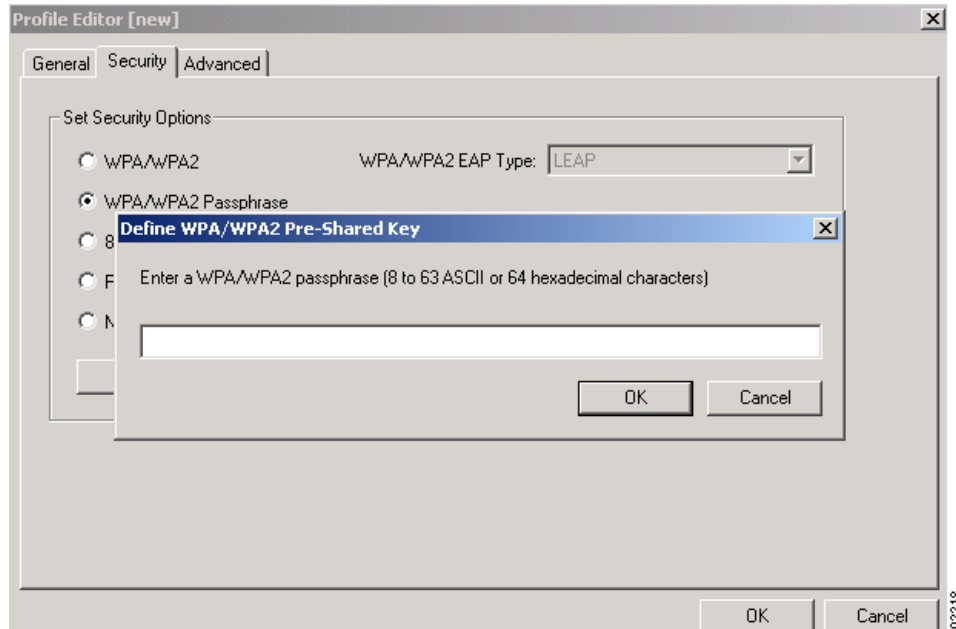 Profile Editor [new]
General Security Advanced
Set Security Options
WPA/WPA2 WPA/WPA2 EAP Type: LEAP
WPA/WPA2 Passphrase
Define WPA/WPA2 Pre-Shared Key
8
Enter a WPA/WPA2 passphrase (8 to 63 ASCII or 64 hexadecimal characters)
F
N
OK Cancel
OK Cancel